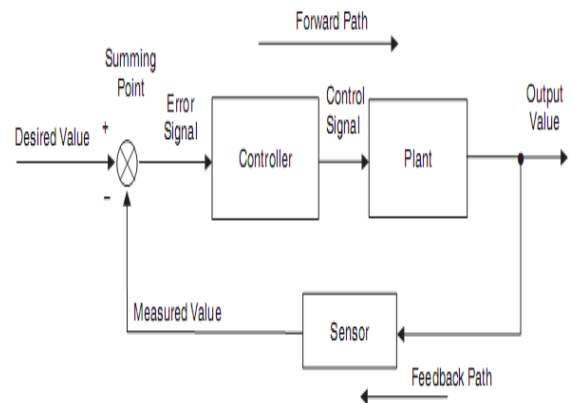 Forward Path
Summing
Point
Error
Signal
Control
Signal
Output
Value
+
Desired Value
Controller
Plant
−
Measured Value
Sensor
Feedback Path